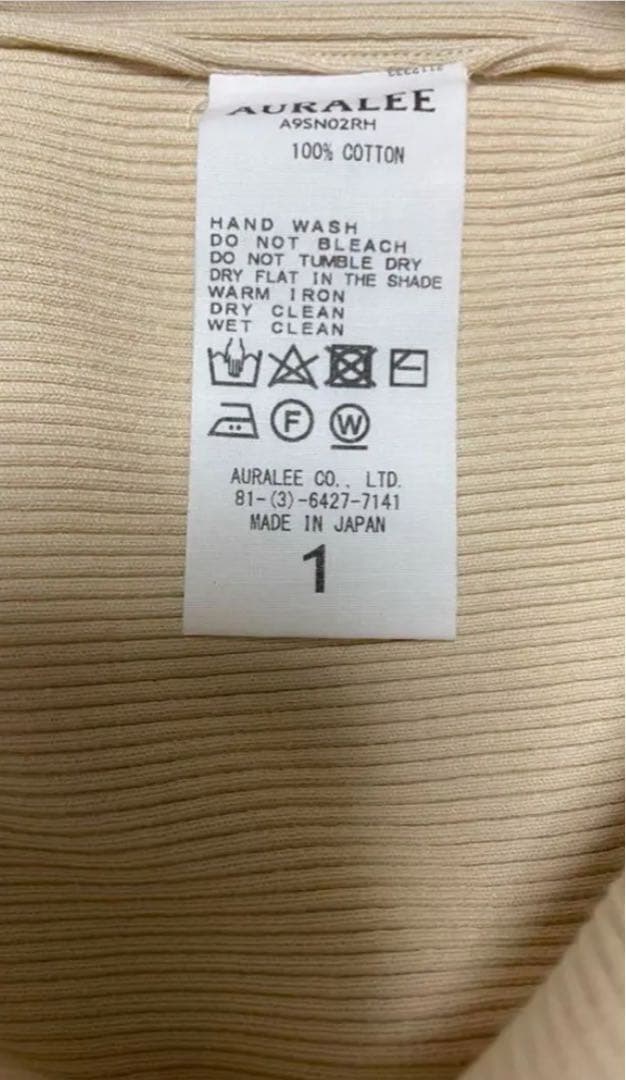 AURALEE
A9SN02RH
100% COTTON
HAND WASH
DO NOT BLEACH
DO NOT TUMBLE DRY
DRY FLAT IN THE SHADE
WARM IRON
DRY CLEAN
WET CLEAN
F W
AURALEE CO., LTD.
81-(3)-6427-7141
MADE IN JAPAN
1